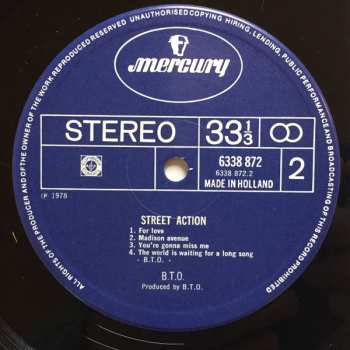 ALL RIGHTS OF THE MANUFACTURER AND OF THE OWNER OF THE WORK REPRODUCED RESERVED UNAUTHORISED COPYING, HIRING, LENDING, PUBLIC PERFORMANCE AND BROADCASTING OF THIS RECORD PROHIBITED
mercury
STEREO
33 1/3
6338 872
6338 872.2
MADE IN HOLLAND
2
℗ 1978
STREET ACTION
1. For love
2. Madison avenue
3. You're gonna miss me
4. The world is waiting for a long song
- B.T.O. -
B.T.O.
Produced by B.T.O.